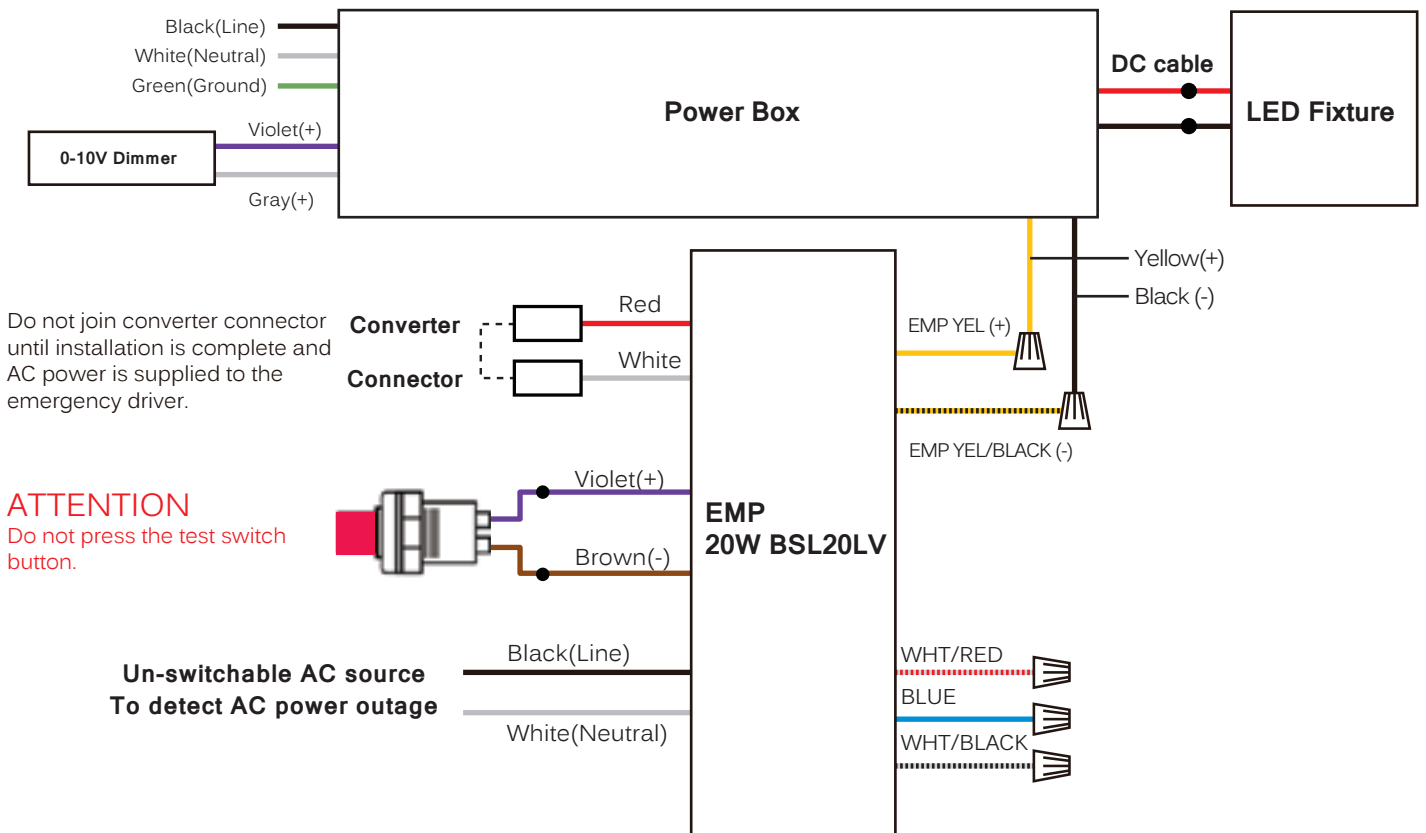 Black(Line)
White(Neutral)
Green(Ground)
Violet(+)
0-10V Dimmer
Gray(+)
Power Box
DC cable
LED Fixture
Yellow(+)
Black (-)
Do not join converter connector
until installation is complete and
AC power is supplied to the
emergency driver.
Converter
Connector
Red
White
EMP YEL (+)
EMP YEL/BLACK (-)
ATTENTION
Do not press the test switch
button.
Violet(+)
Brown(-)
EMP
20W BSL20LV
Un-switchable AC source
To detect AC power outage
Black(Line)
White(Neutral)
WHT/RED
BLUE
WHT/BLACK